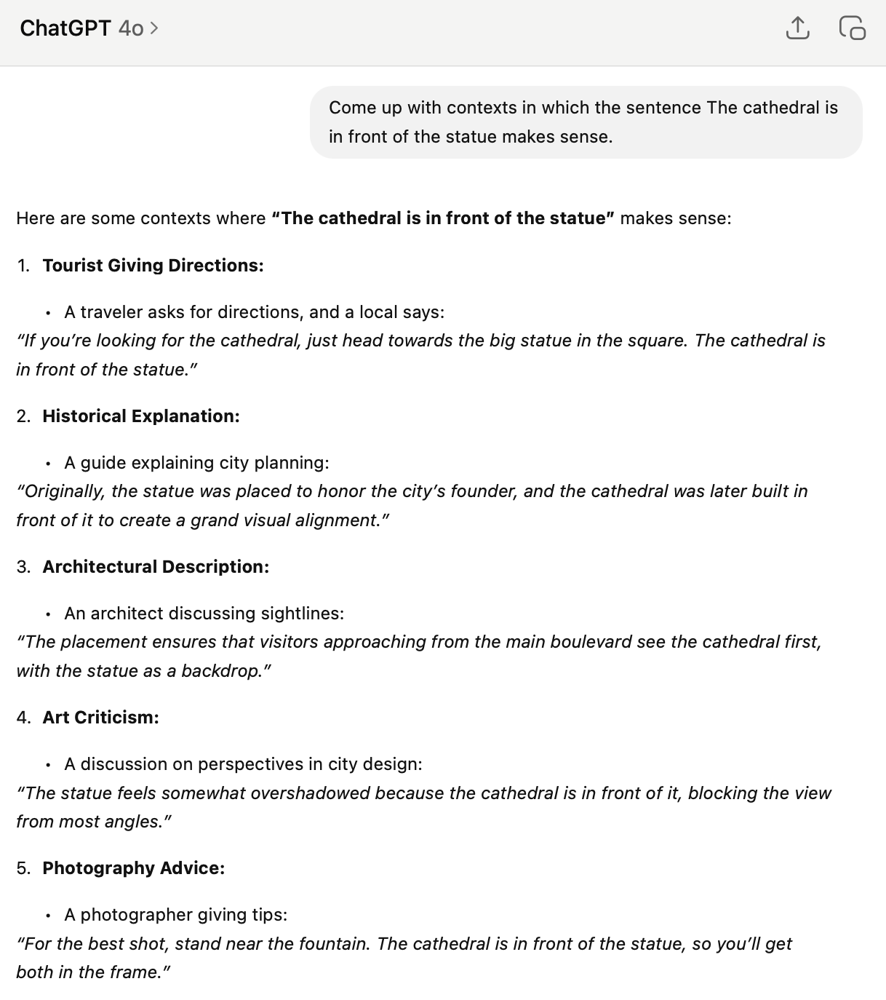 ChatGPT 4o >
Come up with contexts in which the sentence The cathedral is
in front of the statue makes sense.
Here are some contexts where “The cathedral is in front of the statue” makes sense:
1. Tourist Giving Directions:
• A traveler asks for directions, and a local says:
“If you’re looking for the cathedral, just head towards the big statue in the square. The cathedral is
in front of the statue.”
2. Historical Explanation:
• A guide explaining city planning:
“Originally, the statue was placed to honor the city’s founder, and the cathedral was later built in
front of it to create a grand visual alignment.”
3. Architectural Description:
• An architect discussing sightlines:
“The placement ensures that visitors approaching from the main boulevard see the cathedral first,
with the statue as a backdrop.”
4. Art Criticism:
• A discussion on perspectives in city design:
“The statue feels somewhat overshadowed because the cathedral is in front of it, blocking the view
from most angles.”
5. Photography Advice:
• A photographer giving tips:
“For the best shot, stand near the fountain. The cathedral is in front of the statue, so you’ll get
both in the frame.”